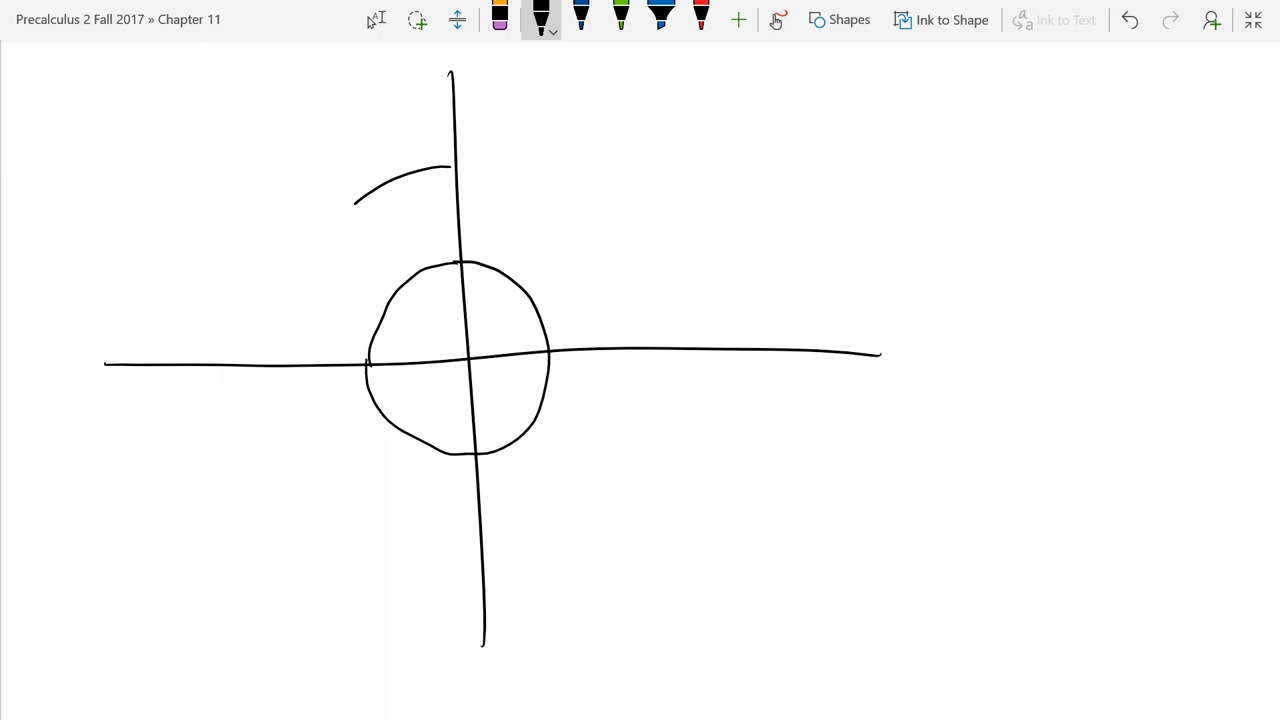 Precalculus 2 Fall 2017 » Chapter 11
Shapes
Ink to Shape
Ink to Text